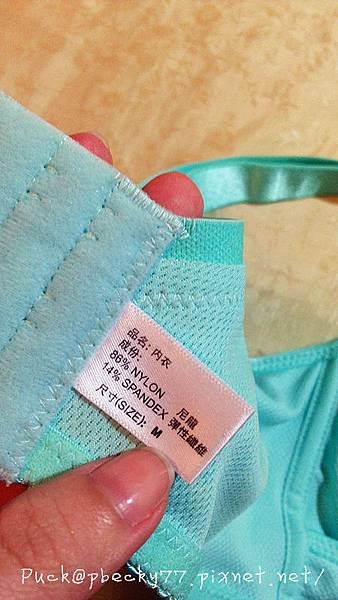 品名: 內衣
成份:
86% NYLON 尼龍
14% SPANDEX 彈性纖維
尺寸(SIZE): M
Puck@pbecky77.pixnet.net/